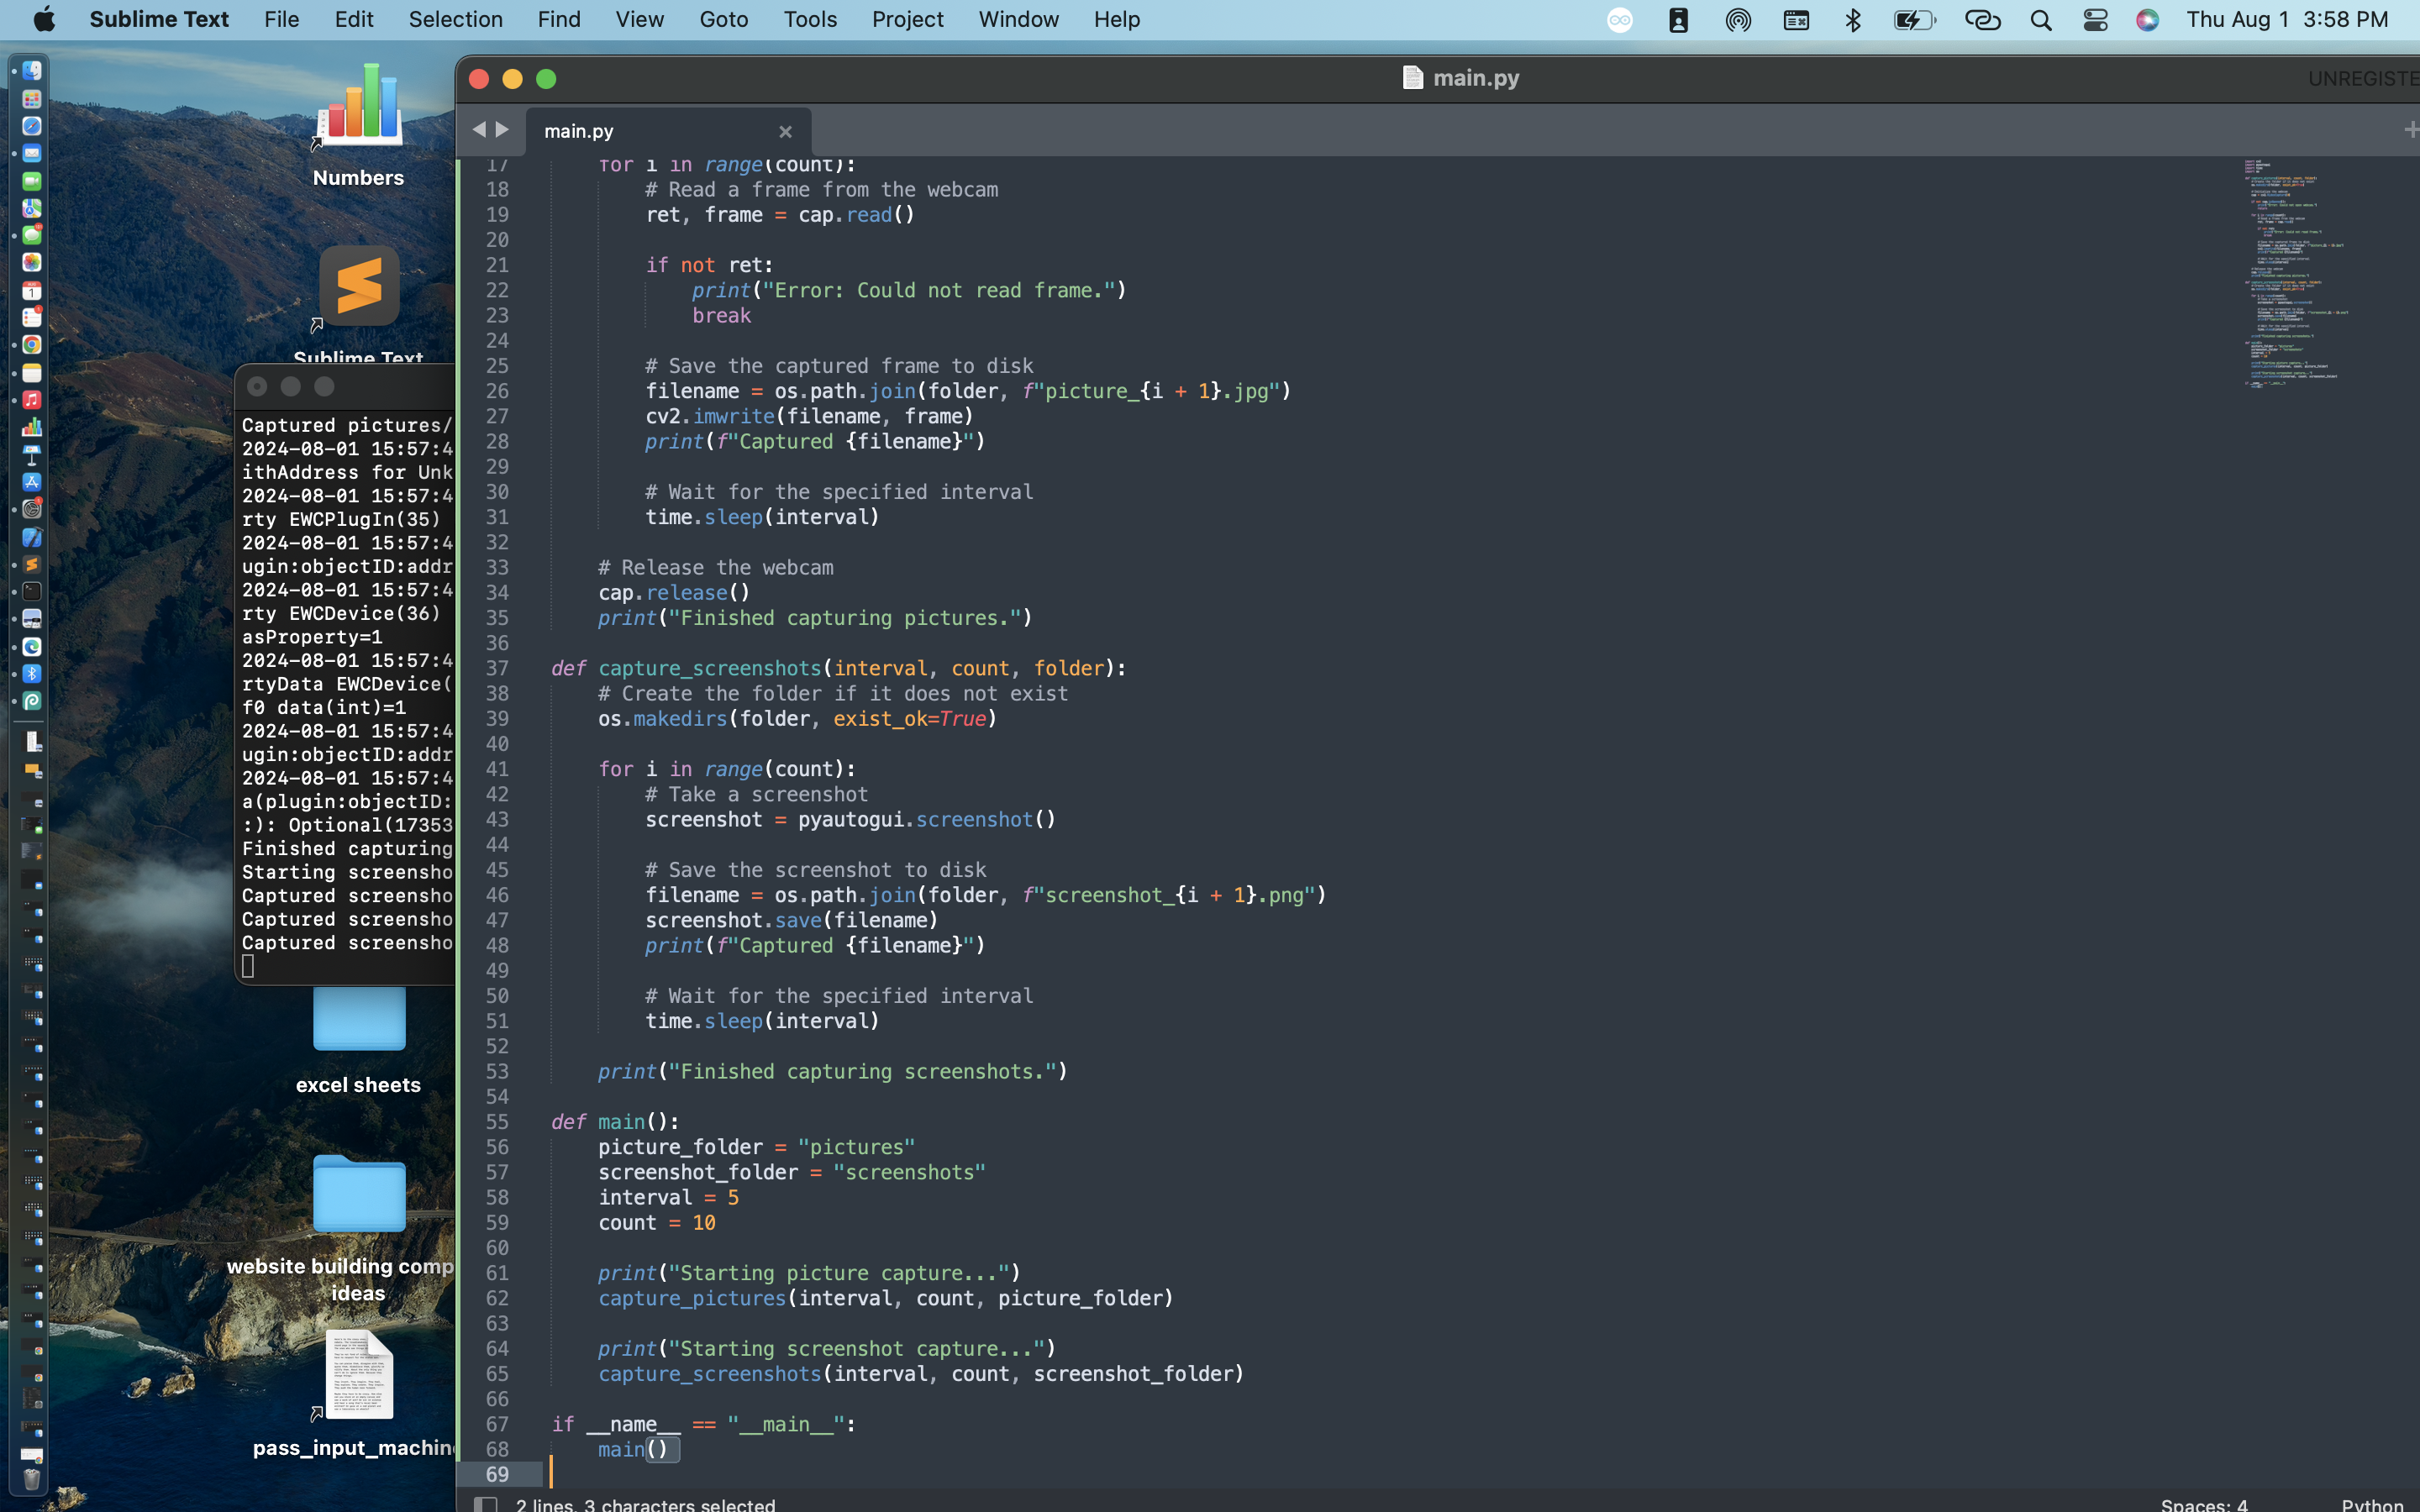 Sublime Text File Edit Selection Find View Goto Tools Project Window Help Thu Aug 1 3:58 PM
main.py UNREGISTE
main.py
Numbers
Sublime Text
Captured pictures/
2024-08-01 15:57:4
ithAddress for Unk
2024-08-01 15:57:4
rty EWCPlugIn(35)
2024-08-01 15:57:4
ugin:objectID:addr
2024-08-01 15:57:4
rty EWCDevice(36)
asProperty=1
2024-08-01 15:57:4
rtyData EWCDevice(
f0 data(int)=1
2024-08-01 15:57:4
ugin:objectID:addr
2024-08-01 15:57:4
a(plugin:objectID:
:): Optional(17353
Finished capturing
Starting screensho
Captured screensho
Captured screensho
Captured screensho
excel sheets
website building comp
ideas
pass_input_machin
17 for i in range(count):
18 # Read a frame from the webcam
19 ret, frame = cap.read()
20
21 if not ret:
22 print("Error: Could not read frame.")
23 break
24
25 # Save the captured frame to disk
26 filename = os.path.join(folder, f"picture_{i + 1}.jpg")
27 cv2.imwrite(filename, frame)
28 print(f"Captured {filename}")
29
30 # Wait for the specified interval
31 time.sleep(interval)
32
33 # Release the webcam
34 cap.release()
35 print("Finished capturing pictures.")
36
37 def capture_screenshots(interval, count, folder):
38 # Create the folder if it does not exist
39 os.makedirs(folder, exist_ok=True)
40
41 for i in range(count):
42 # Take a screenshot
43 screenshot = pyautogui.screenshot()
44
45 # Save the screenshot to disk
46 filename = os.path.join(folder, f"screenshot_{i + 1}.png")
47 screenshot.save(filename)
48 print(f"Captured {filename}")
49
50 # Wait for the specified interval
51 time.sleep(interval)
52
53 print("Finished capturing screenshots.")
54
55 def main():
56 picture_folder = "pictures"
57 screenshot_folder = "screenshots"
58 interval = 5
59 count = 10
60
61 print("Starting picture capture...")
62 capture_pictures(interval, count, picture_folder)
63
64 print("Starting screenshot capture...")
65 capture_screenshots(interval, count, screenshot_folder)
66
67 if __name__ == "__main__":
68 main()
69
2 lines, 3 characters selected Spaces: 4 Python